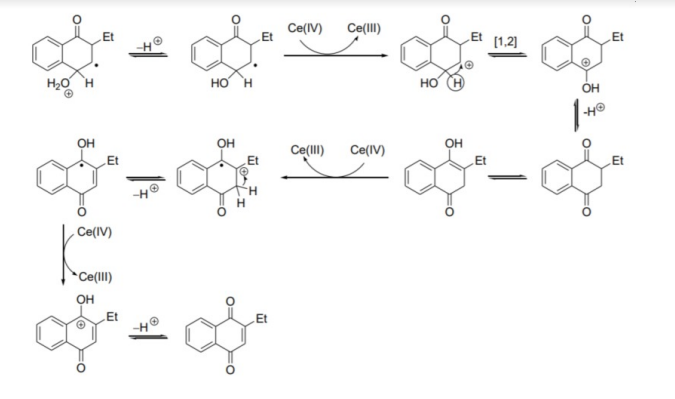 O O O O
Et Et Ce(IV) Ce(III) Et [1,2] Et
–H⊕
H₂O H HO H HO H ⊕ ⊕
⊕ OH
-H⊕
OH OH OH O
Et Et Ce(III) Ce(IV) Et Et
–H⊕ ⊕ H
H
O O O O
Ce(IV)
Ce(III)
OH O
Et –H⊕ Et
⊕
O O